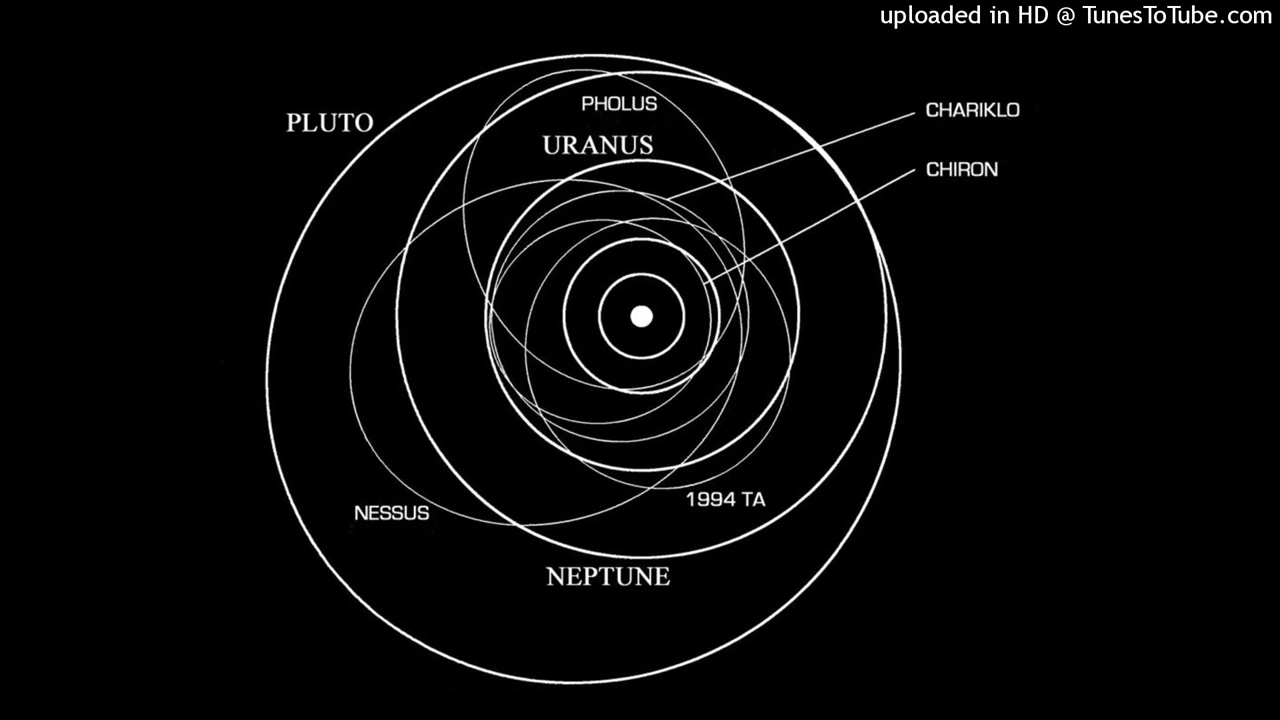 uploaded in HD @ TunesToTube.com
PHOLUS
CHARIKLO
PLUTO
URANUS
CHIRON
1994 TA
NESSUS
NEPTUNE